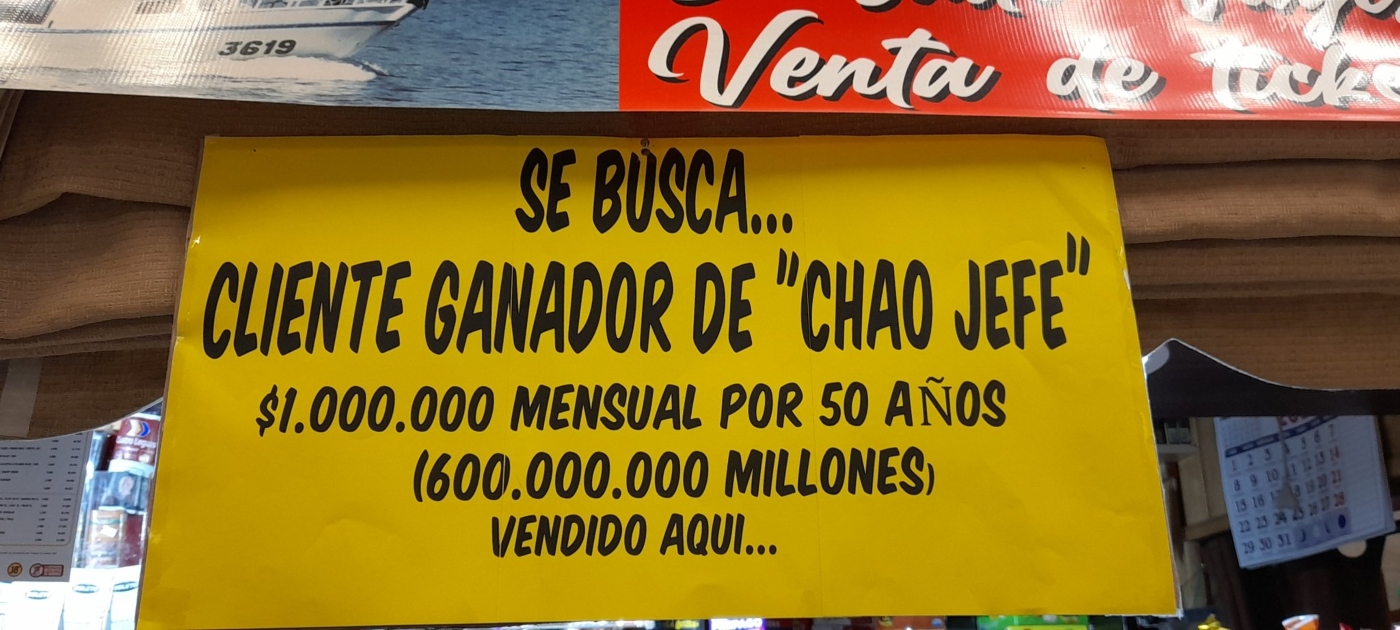 3619
Venta de
SE BUSCA...
CLIENTE GANADOR DE "CHAO JEFE"
$1.000.000 MENSUAL POR 50 AÑOS
(600.000.000 MILLONES)
VENDIDO AQUI...